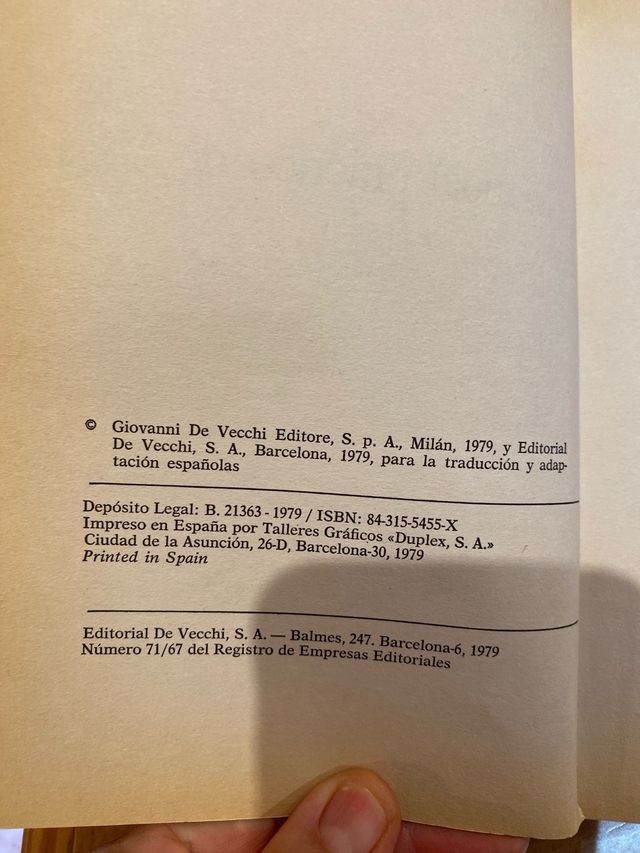 © Giovanni De Vecchi Editore, S. p. A., Milán, 1979, y Editorial
De Vecchi, S. A., Barcelona, 1979, para la traducción y adap-
tación españolas
Depósito Legal: B. 21363 - 1979 / ISBN: 84-315-5455-X
Impreso en España por Talleres Gráficos «Duplex, S. A.»
Ciudad de la Asunción, 26-D, Barcelona-30, 1979
Printed in Spain
Editorial De Vecchi, S. A. — Balmes, 247. Barcelona-6, 1979
Número 71/67 del Registro de Empresas Editoriales